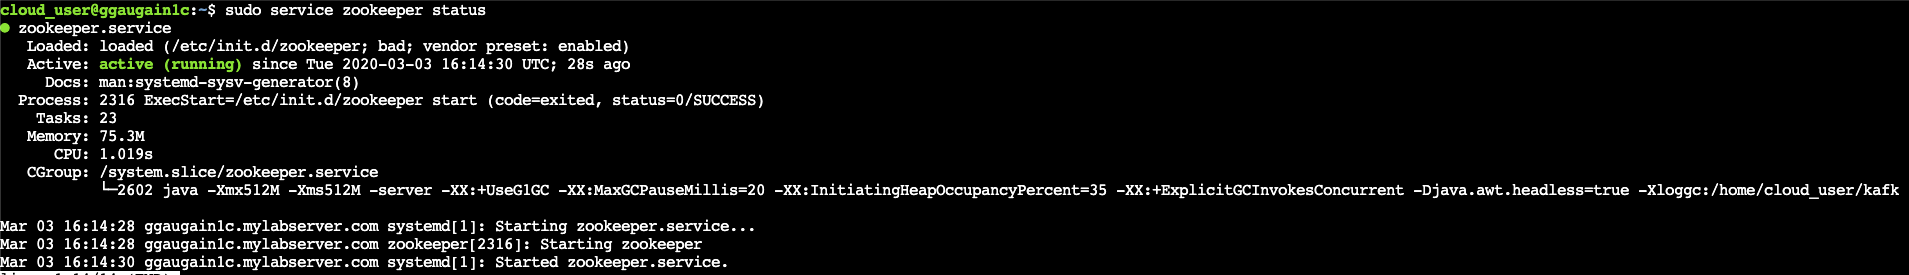 cloud_user@ggaugain1c:~$ sudo service zookeeper status
● zookeeper.service
Loaded: loaded (/etc/init.d/zookeeper; bad; vendor preset: enabled)
Active: active (running) since Tue 2020-03-03 16:14:30 UTC; 28s ago
Docs: man:systemd-sysv-generator(8)
Process: 2316 ExecStart=/etc/init.d/zookeeper start (code=exited, status=0/SUCCESS)
Tasks: 23
Memory: 75.3M
CPU: 1.019s
CGroup: /system.slice/zookeeper.service
└─2602 java -Xmx512M -Xms512M -server -XX:+UseG1GC -XX:MaxGCPauseMillis=20 -XX:InitiatingHeapOccupancyPercent=35 -XX:+ExplicitGCInvokesConcurrent -Djava.awt.headless=true -Xloggc:/home/cloud_user/kafk
Mar 03 16:14:28 ggaugain1c.mylabserver.com systemd[1]: Starting zookeeper.service...
Mar 03 16:14:28 ggaugain1c.mylabserver.com zookeeper[2316]: Starting zookeeper
Mar 03 16:14:30 ggaugain1c.mylabserver.com systemd[1]: Started zookeeper.service.